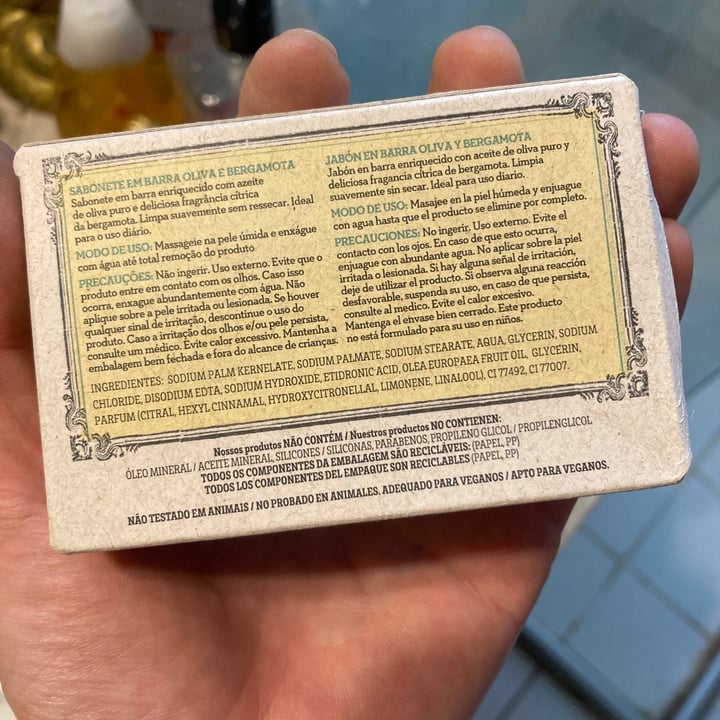 SABONETE EM BARRA OLIVA E BERGAMOTA
Sabonete em barra enriquecido com azeite
de oliva puro e deliciosa fragrância cítrica
da bergamota. Limpa suavemente sem ressecar. Ideal
para o uso diário.
MODO DE USO: Massageie na pele úmida e enxágue
com água até total remoção do produto
PRECAUÇÕES: Não ingerir. Uso externo. Evite que o
produto entre em contato com os olhos. Caso isso
ocorra, enxágue abundantemente com água. Não
aplique sobre a pele irritada ou lesionada. Se houver
qualquer sinal de irritação, descontinue o uso do
produto. Caso a irritação dos olhos e/ou pele persista,
consulte um médico. Evite calor excessivo. Mantenha a
embalagem bem fechada e fora do alcance de crianças.
JABÓN EN BARRA OLIVA Y BERGAMOTA
Jabón en barra enriquecido con aceite de oliva puro y
deliciosa fragancia cítrica de bergamota. Limpia
suavemente sin secar. Ideal para uso diario.
MODO DE USO: Masajee en la piel húmeda y enjuague
con agua hasta que el producto se elimine por completo.
PRECAUCIONES: No ingerir. Uso externo. Evite el
contacto con los ojos. En caso de que esto ocurra,
enjuague con abundante agua. No aplicar sobre la piel
irritada o lesionada. Si hay alguna señal de irritación,
deje de utilizar el producto. Si observa alguna reacción
desfavorable, suspenda su uso, en caso de que persista,
consulte al medico. Evite el calor excesivo.
Mantenga el envase bien cerrado. Este producto
no está formulado para su uso en niños.
INGREDIENTES: SODIUM PALM KERNELATE, SODIUM PALMATE, SODIUM STEARATE, AQUA, GLYCERIN, SODIUM
CHLORIDE, DISODIUM EDTA, SODIUM HYDROXIDE, ETIDRONIC ACID, OLEA EUROPAEA FRUIT OIL, GLYCERIN,
PARFUM (CITRAL, HEXYL CINNAMAL, HYDROXYCITRONELLAL, LIMONENE, LINALOOL), CI 77492, CI 77007.
Nossos produtos NÃO CONTÉM / Nuestros productos NO CONTIENEN:
ÓLEO MINERAL / ACEITE MINERAL, SILICONES / SILICONAS, PARABENOS, PROPILENO GLICOL / PROPILENGLICOL
TODOS OS COMPONENTES DA EMBALAGEM SÃO RECICLÁVEIS: (PAPEL, PP)
TODOS LOS COMPONENTES DEL EMPAQUE SON RECICLABLES (PAPEL, PP)
NÃO TESTADO EM ANIMAIS / NO PROBADO EN ANIMALES, ADEQUADO PARA VEGANOS / APTO PARA VEGANOS.